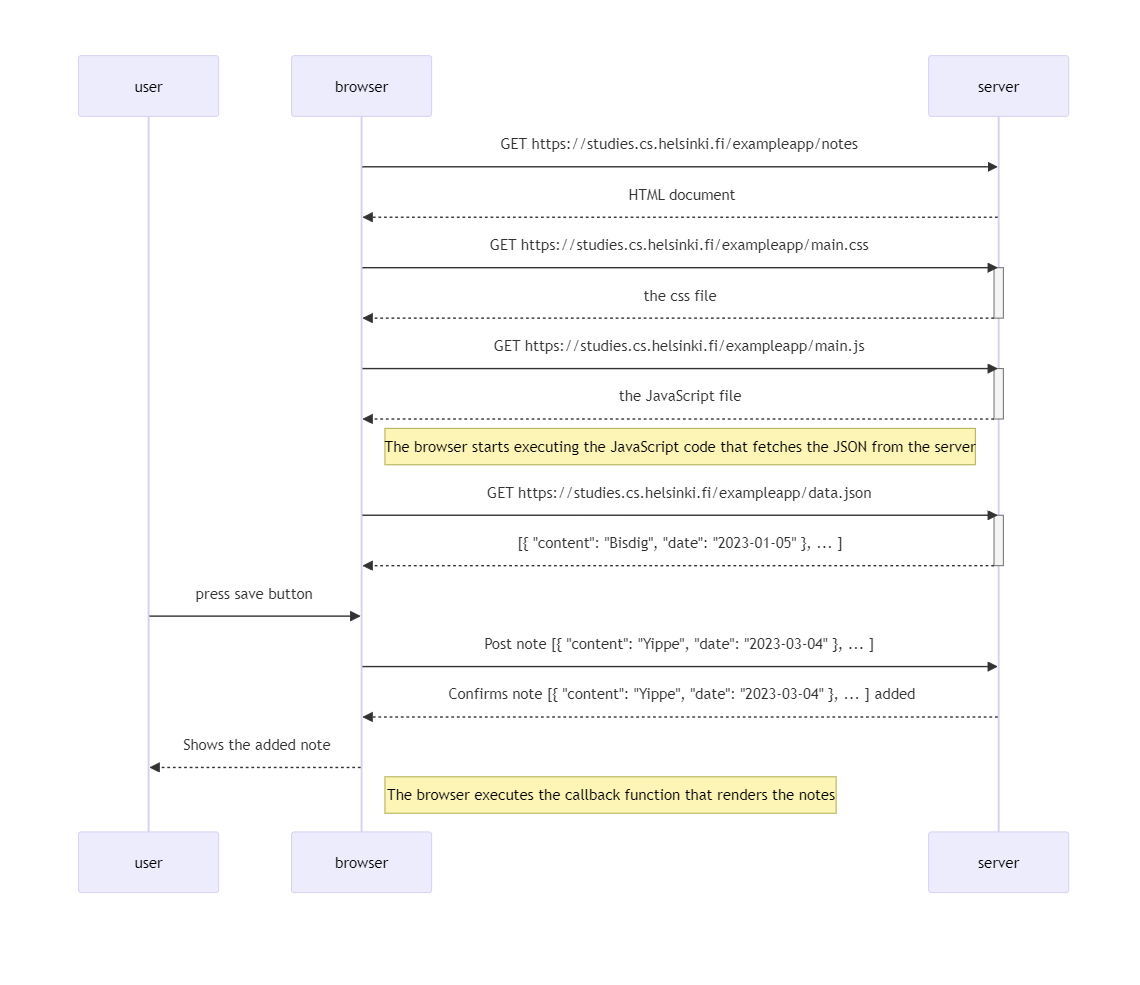 user
browser
server
GET https://studies.cs.helsinki.fi/exampleapp/notes
HTML document
GET https://studies.cs.helsinki.fi/exampleapp/main.css
the css file
GET https://studies.cs.helsinki.fi/exampleapp/main.js
the JavaScript file
The browser starts executing the JavaScript code that fetches the JSON from the server
GET https://studies.cs.helsinki.fi/exampleapp/data.json
[{ "content": "Bisdig", "date": "2023-01-05" }, ... ]
press save button
Post note [{ "content": "Yippe", "date": "2023-03-04" }, ... ]
Confirms note [{ "content": "Yippe", "date": "2023-03-04" }, ... ] added
Shows the added note
The browser executes the callback function that renders the notes
user
browser
server